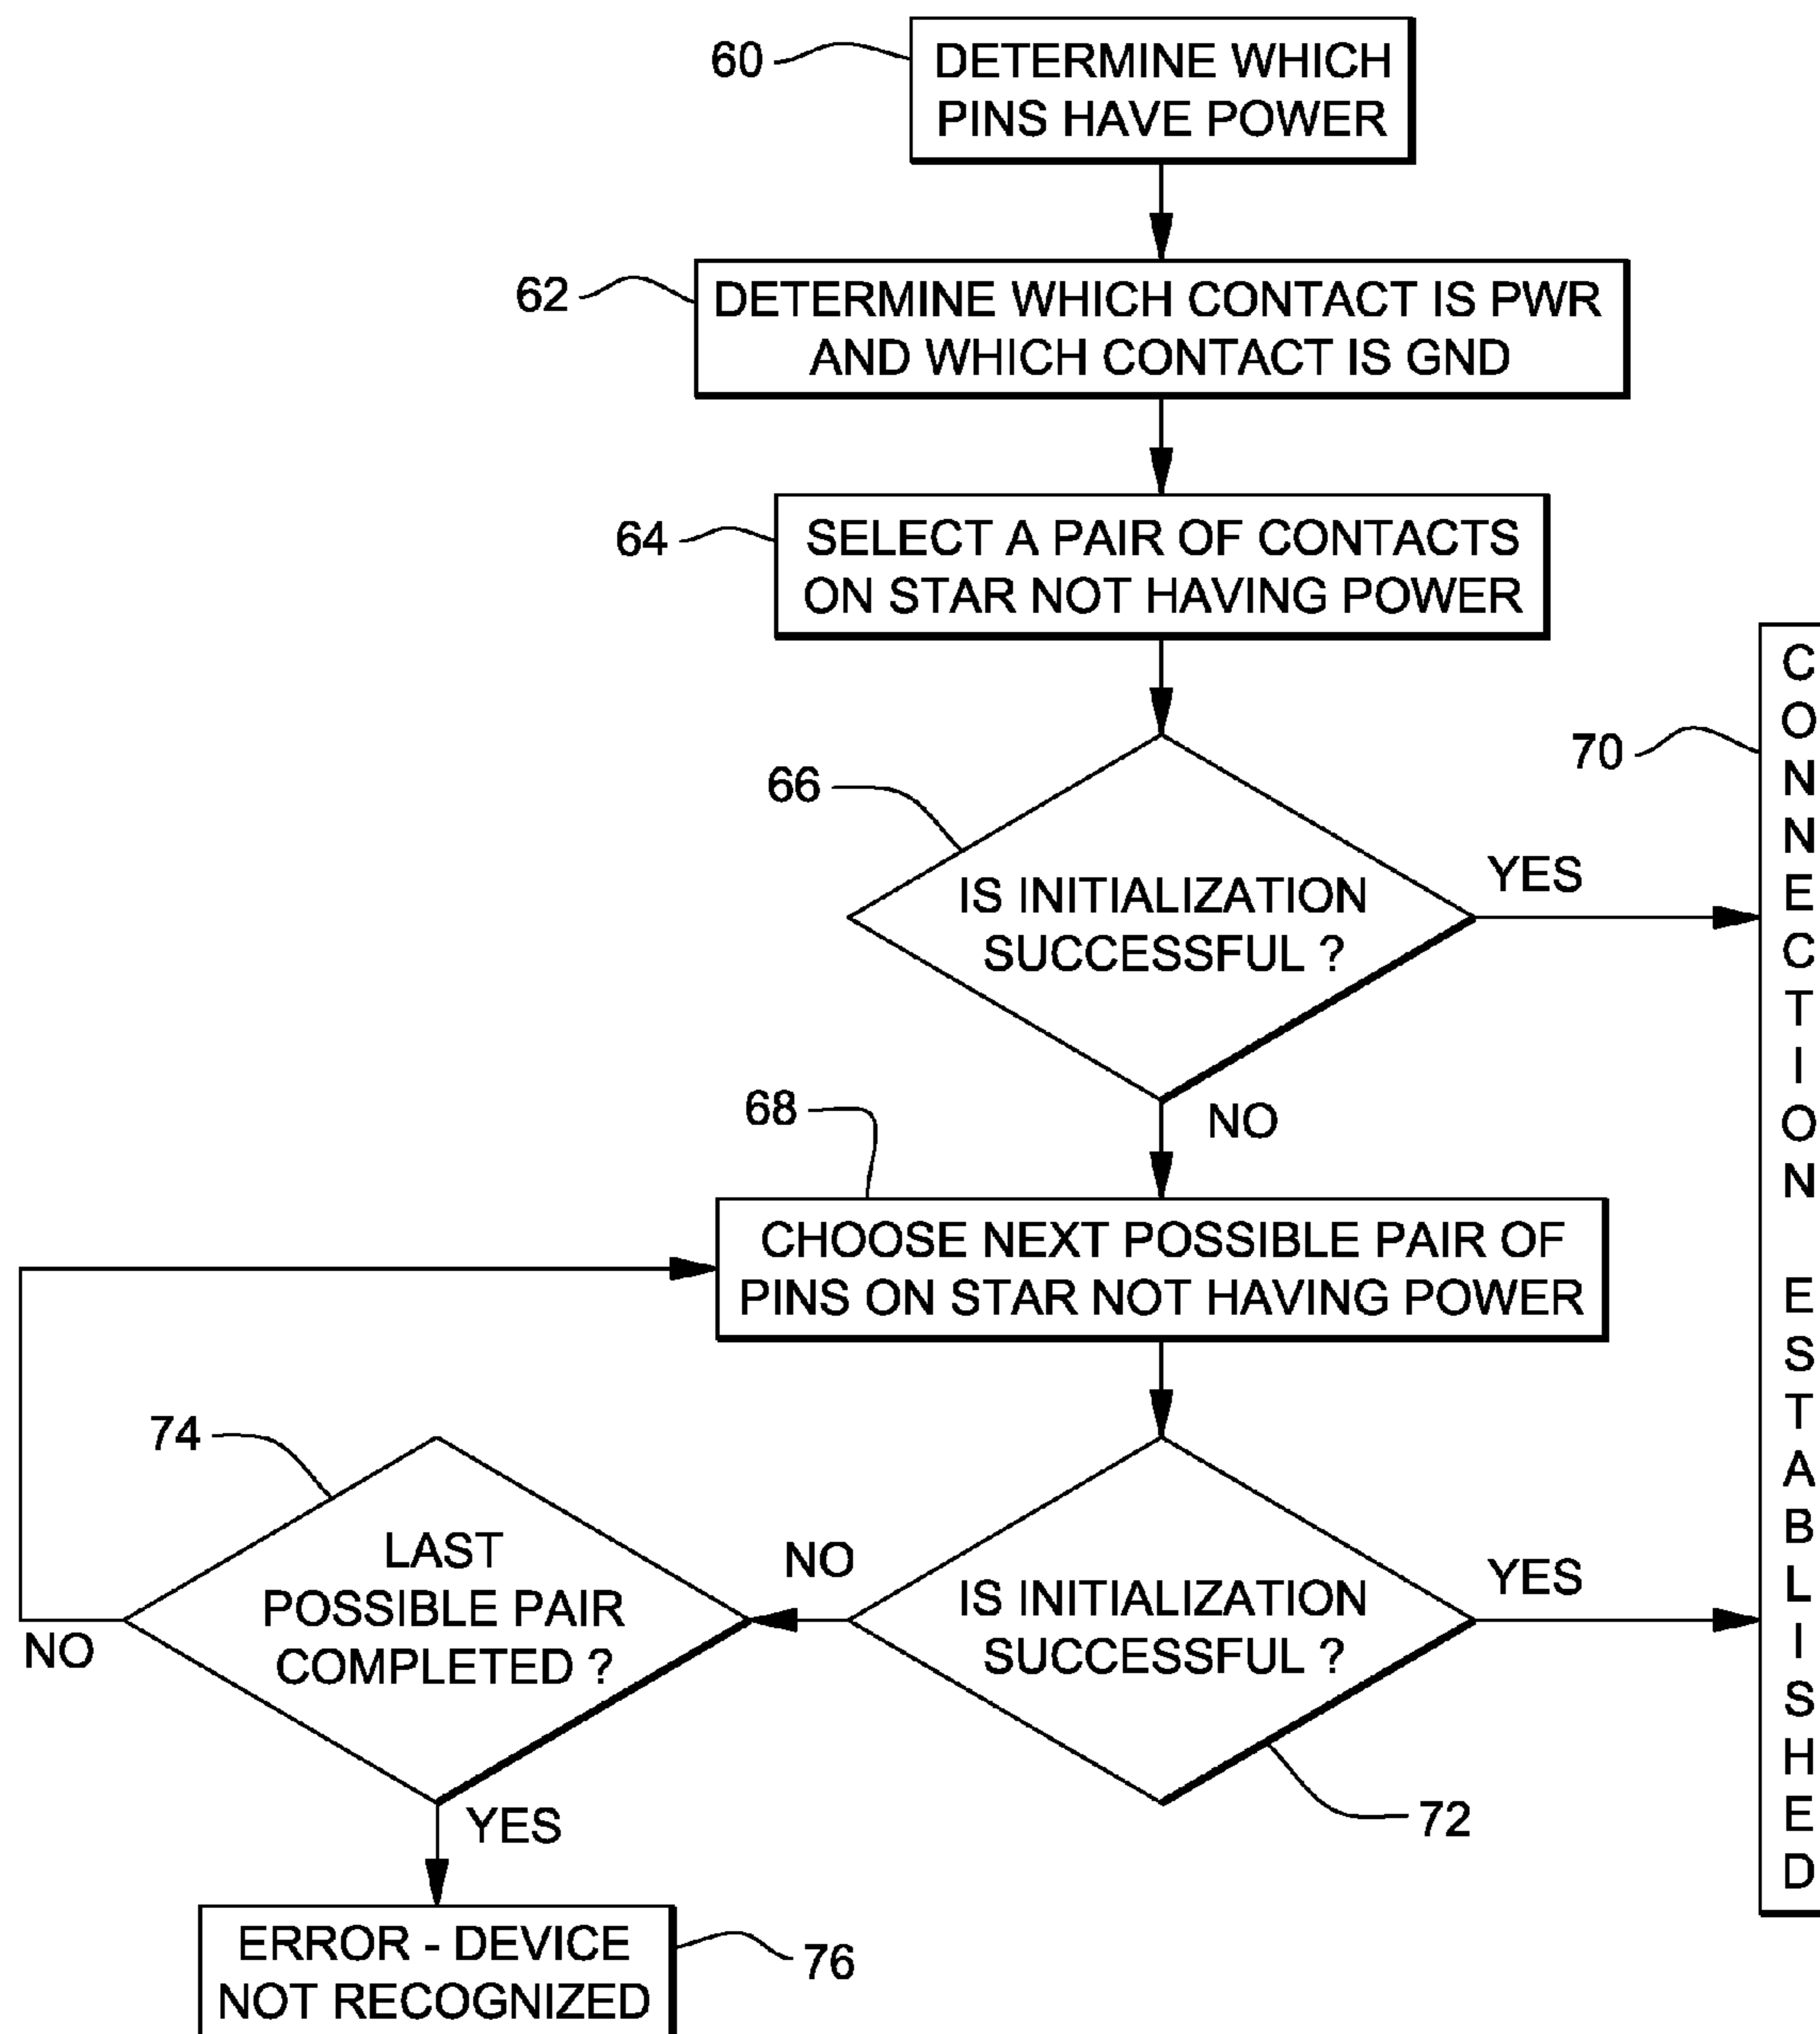 60
DETERMINE WHICH
PINS HAVE POWER
62
DETERMINE WHICH CONTACT IS PWR
AND WHICH CONTACT IS GND
64
SELECT A PAIR OF CONTACTS
ON STAR NOT HAVING POWER
66
IS INITIALIZATION
SUCCESSFUL ?
YES
70
CONNECTION ESTABLISHED
NO
68
CHOOSE NEXT POSSIBLE PAIR OF
PINS ON STAR NOT HAVING POWER
74
LAST
POSSIBLE PAIR
COMPLETED ?
NO
NO
IS INITIALIZATION
SUCCESSFUL ?
YES
72
YES
ERROR - DEVICE
NOT RECOGNIZED
76